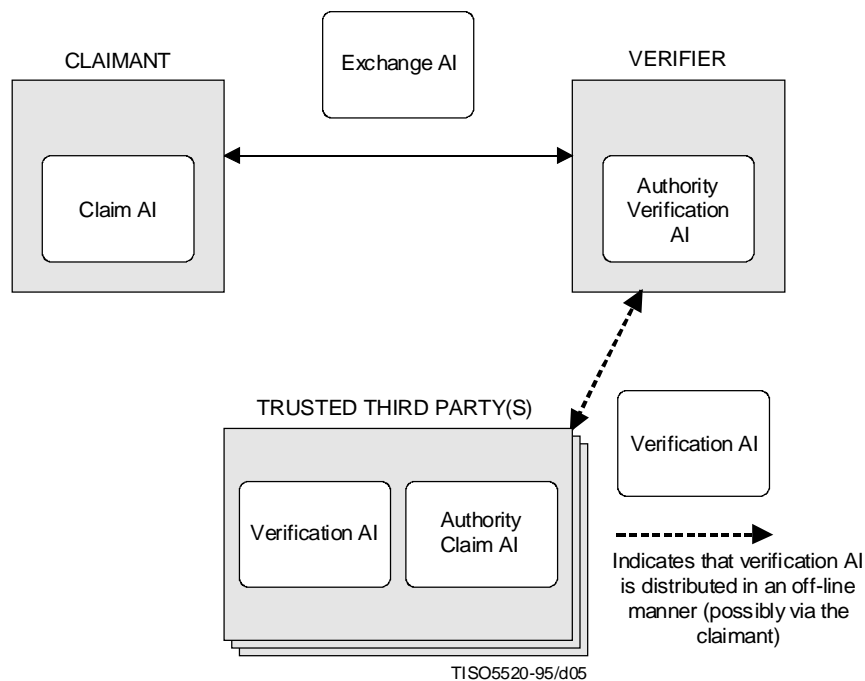 CLAIMANT
Exchange AI
VERIFIER
Claim AI
Authority
Verification
AI
TRUSTED THIRD PARTY(S)
Verification AI
Verification AI
Authority
Claim AI
Indicates that verification AI
is distributed in an off-line
manner (possibly via the
claimant)
TISO5520-95/d05